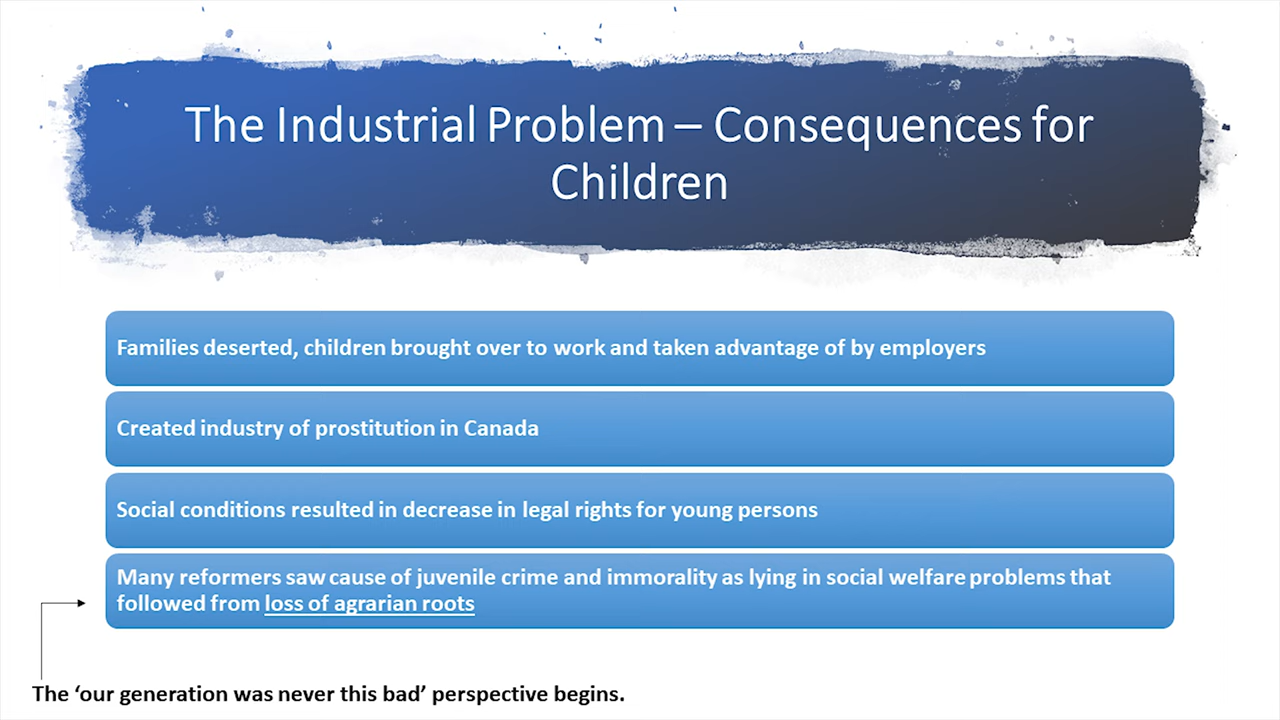 The Industrial Problem – Consequences for
Children
Families deserted, children brought over to work and taken advantage of by employers
Created industry of prostitution in Canada
Social conditions resulted in decrease in legal rights for young persons
Many reformers saw cause of juvenile crime and immorality as lying in social welfare problems that
followed from loss of agrarian roots
The ‘our generation was never this bad’ perspective begins.